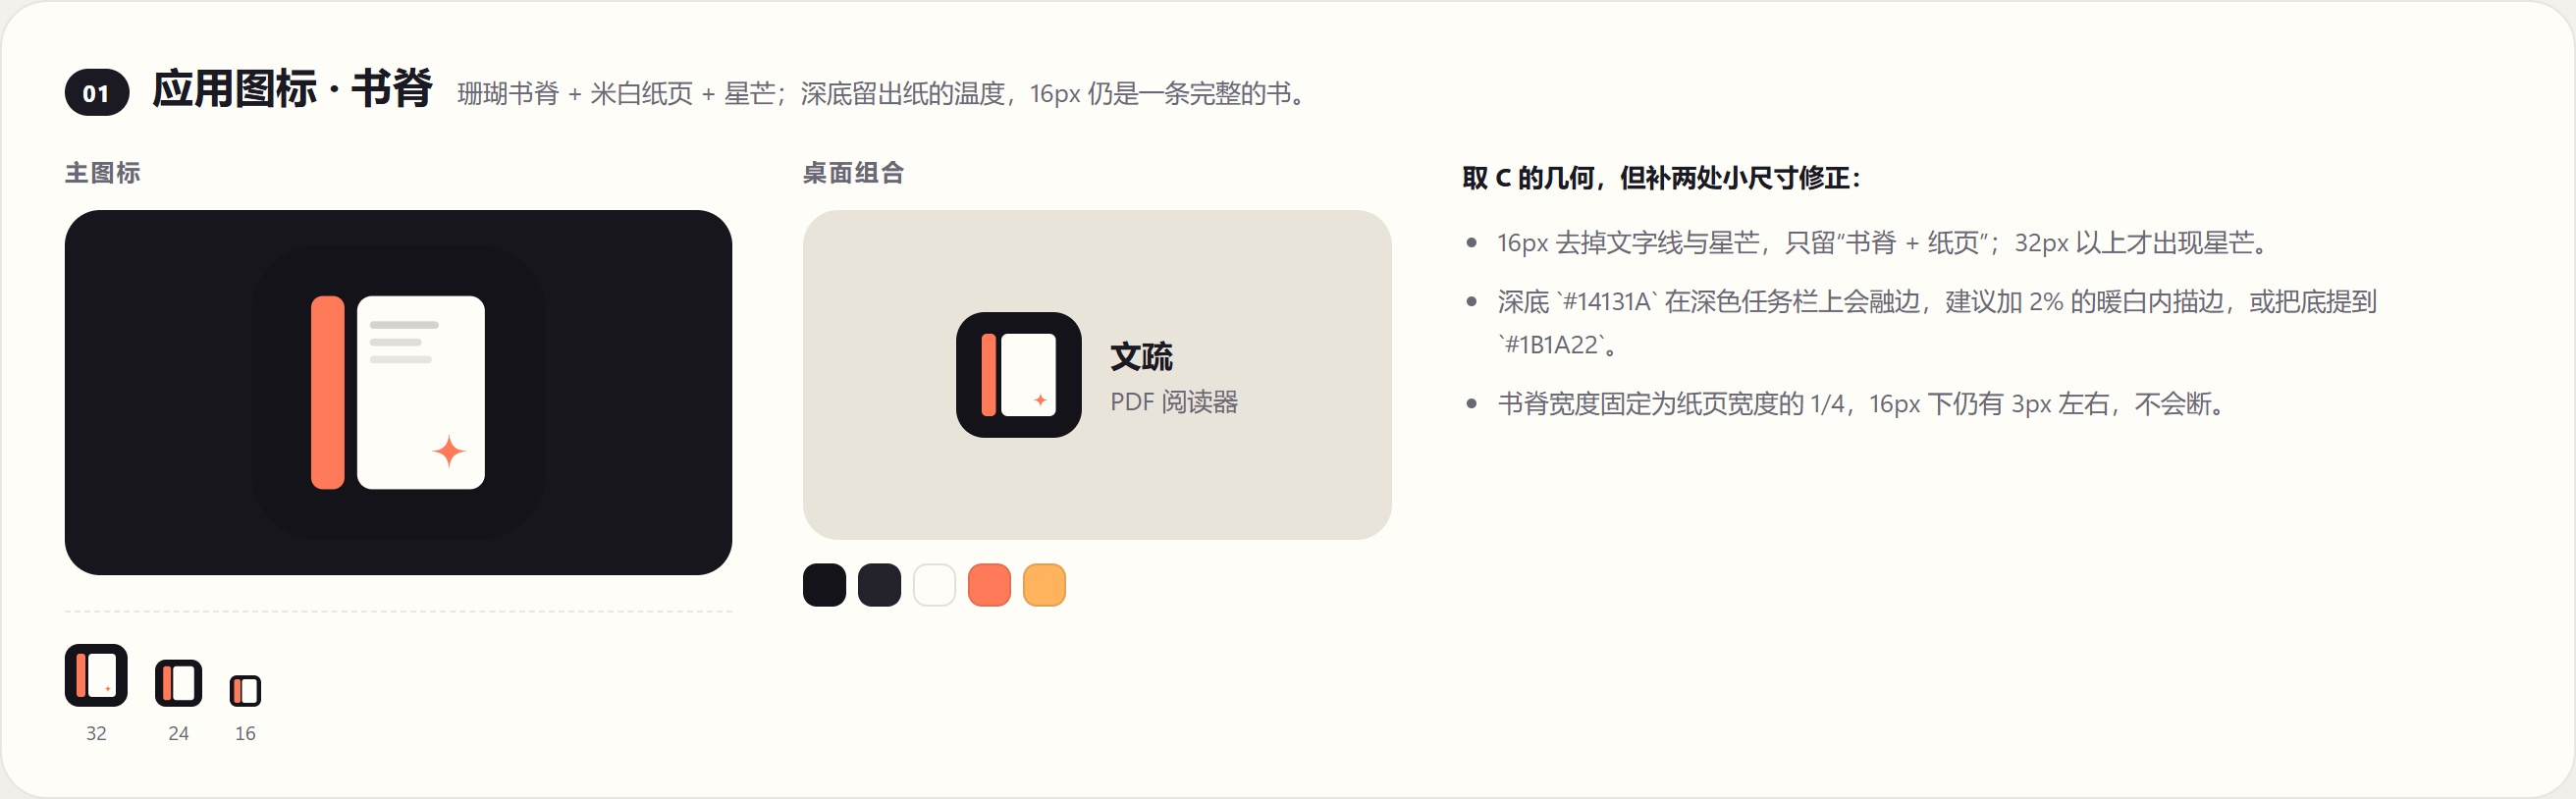 01 应用图标 · 书脊 珊瑚书脊 + 米白纸页 + 星芒；深底留出纸的温度，16px 仍是一条完整的书。
主图标
32 24 16
桌面组合
文疏
PDF 阅读器
取 C 的几何，但补两处小尺寸修正：
16px 去掉文字线与星芒，只留“书脊 + 纸页”；32px 以上才出现星芒。
深底 `#14131A` 在深色任务栏上会融边，建议加 2% 的暖白内描边，或把底提到
`#1B1A22`。
书脊宽度固定为纸页宽度的 1/4，16px 下仍有 3px 左右，不会断。